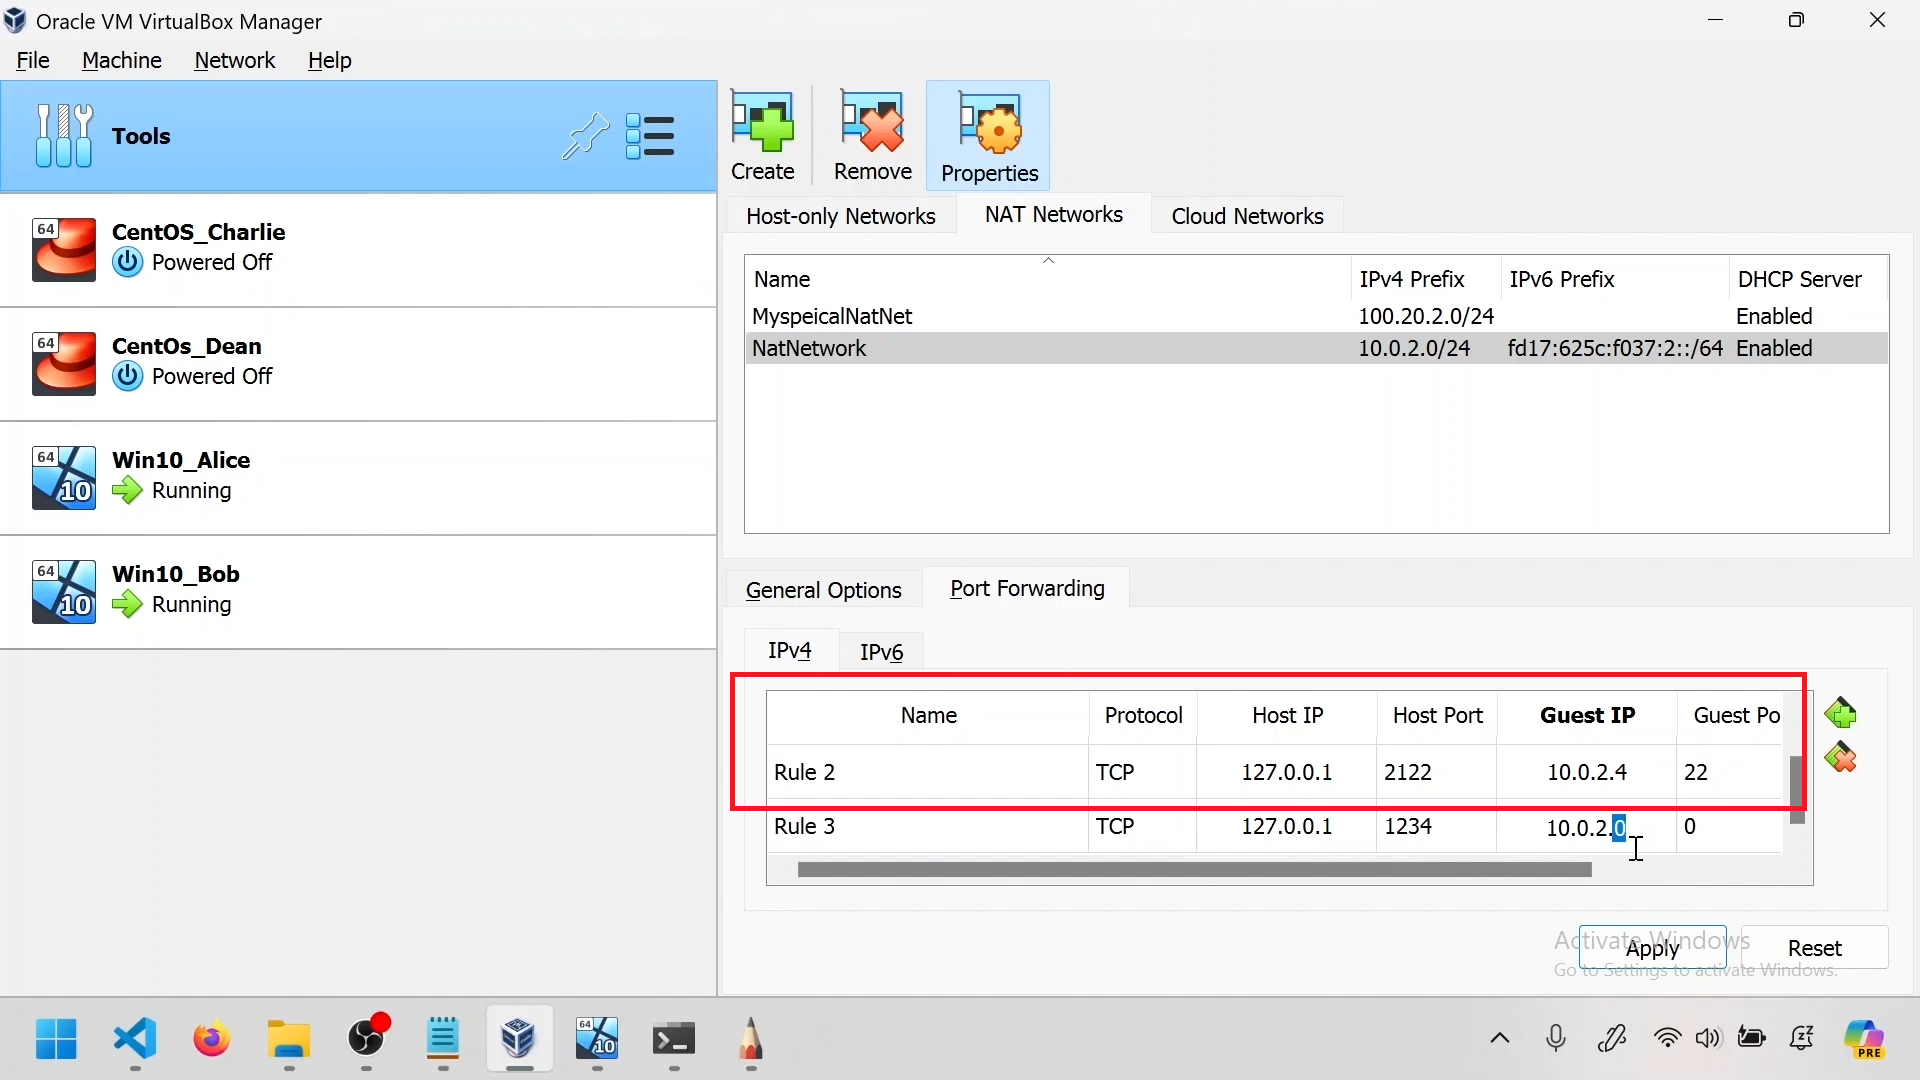 Oracle VM VirtualBox Manager
File Machine Network Help
Tools
Create Remove Properties
64 CentOS_Charlie
Powered Off
64 CentOs_Dean
Powered Off
64 10 Win10_Alice
Running
64 10 Win10_Bob
Running
Host-only Networks NAT Networks Cloud Networks
Name IPv4 Prefix IPv6 Prefix DHCP Server
MyspeicalNatNet 100.20.2.0/24 Enabled
NatNetwork 10.0.2.0/24 fd17:625c:f037:2::/64 Enabled
General Options Port Forwarding
IPv4 IPv6
Name Protocol Host IP Host Port Guest IP Guest Po
Rule 2 TCP 127.0.0.1 2122 10.0.2.4 22
Rule 3 TCP 127.0.0.1 1234 10.0.2.0 0
Activate Windows
Go to Settings to activate Windows.
Apply Reset
64 10
PRE